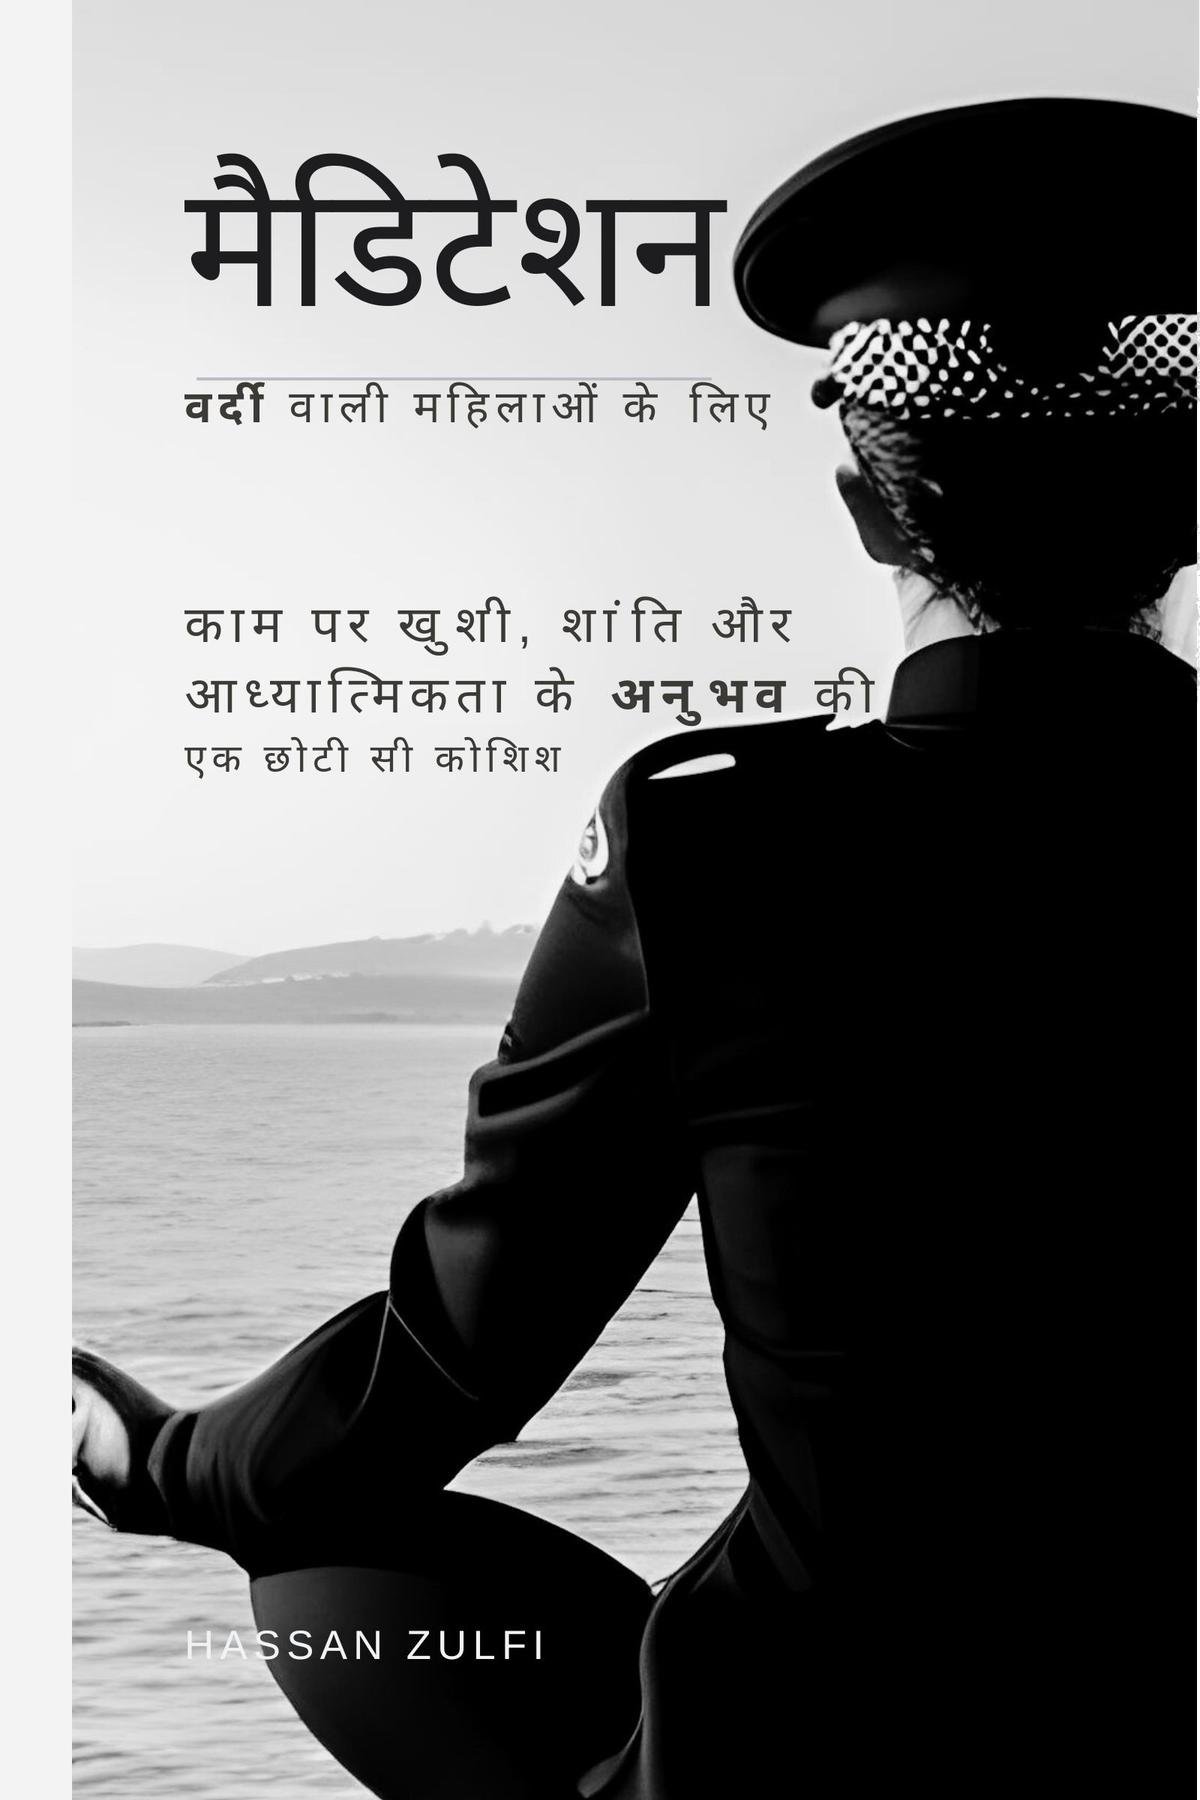 मैडिटेशन
वर्दी वाली महिलाओं के लिए
काम पर खुशी, शांति और
आध्यात्मिकता के अनुभव की
एक छोटी सी कोशिश
HASSAN ZULFI